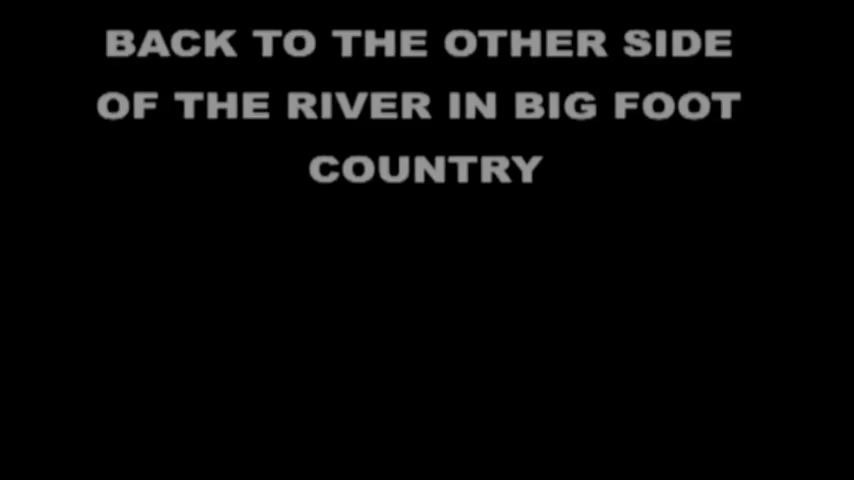 BACK TO THE OTHER SIDE
OF THE RIVER IN BIG FOOT
COUNTRY